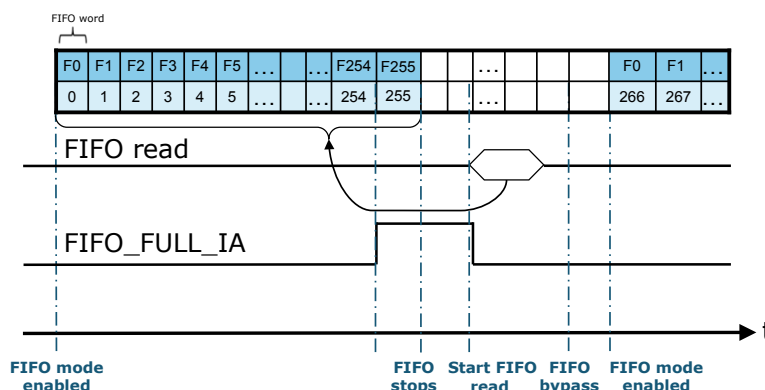 FIFO word
F0 F1 F2 F3 F4 F5 ... ... F254 F255 ... F0 F1 ...
0 1 2 3 4 5 ... ... 254 255 ... 266 267 ...
FIFO read
FIFO_FULL_IA
t
FIFO mode enabled
FIFO stops
Start FIFO read
FIFO bypass
FIFO mode enabled